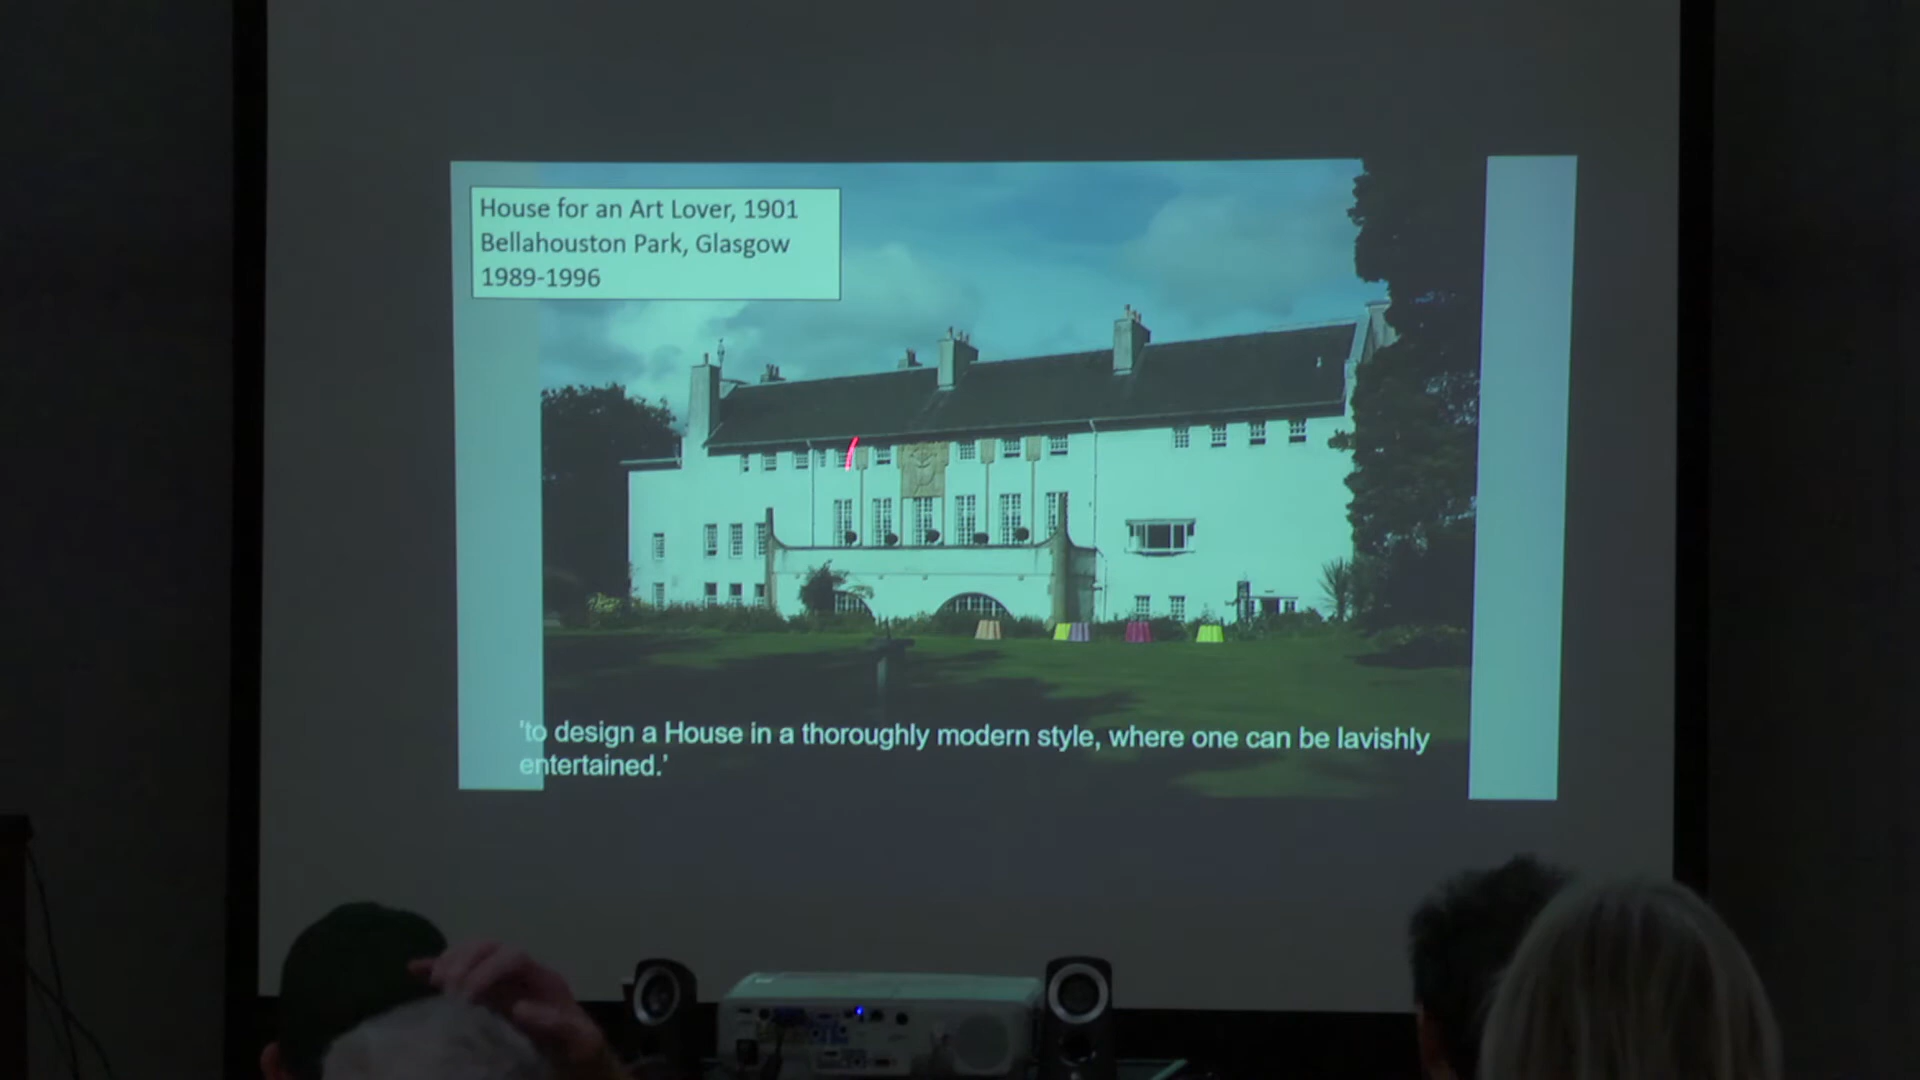 House for an Art Lover, 1901
Bellahouston Park, Glasgow
1989-1996
'to design a House in a thoroughly modern style, where one can be lavishly
entertained.'